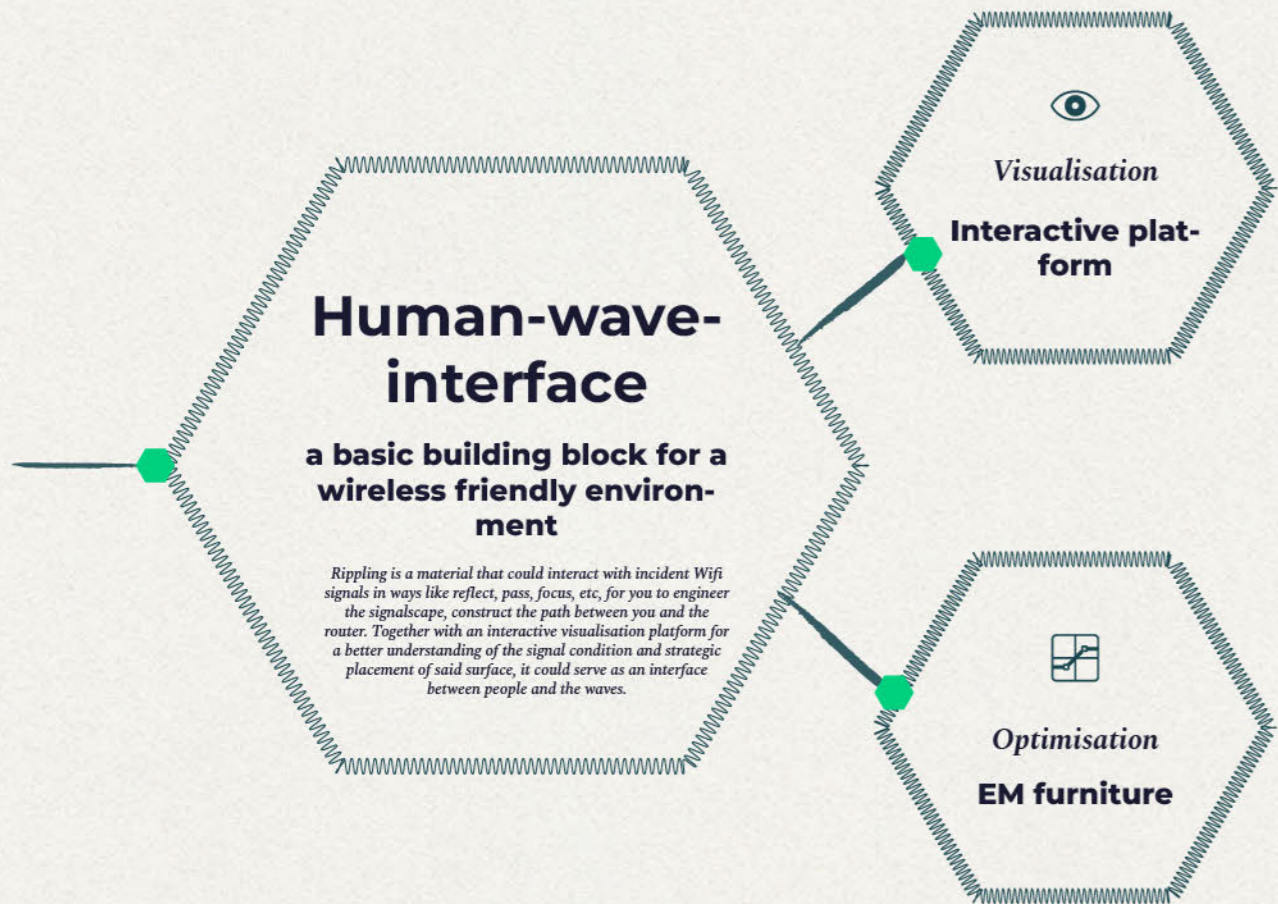 Human-wave-
interface
a basic building block for a
wireless friendly environ-
ment
Rippling is a material that could interact with incident Wifi
signals in ways like reflect, pass, focus, etc, for you to engineer
the signalscape, construct the path between you and the
router. Together with an interactive visualisation platform for
a better understanding of the signal condition and strategic
placement of said surface, it could serve as an interface
between people and the waves.
Visualisation
Interactive plat-
form
Optimisation
EM furniture